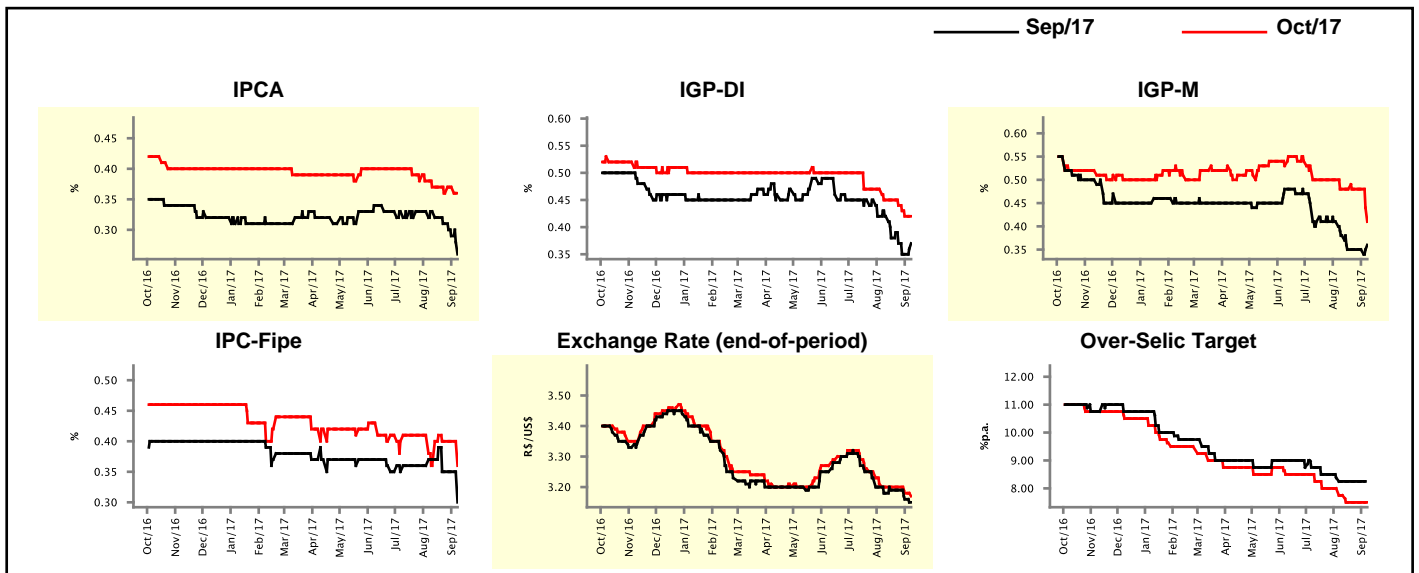 Sep/17 Oct/17
IPCA
%
0.45
0.40
0.35
0.30
Oct/16 Nov/16 Dec/16 Jan/17 Feb/17 Mar/17 Apr/17 May/17 Jun/17 Jul/17 Aug/17 Sep/17
IGP-DI
%
0.60
0.55
0.50
0.45
0.40
0.35
Oct/16 Nov/16 Dec/16 Jan/17 Feb/17 Mar/17 Apr/17 May/17 Jun/17 Jul/17 Aug/17 Sep/17
IGP-M
%
0.60
0.55
0.50
0.45
0.40
0.35
Oct/16 Nov/16 Dec/16 Jan/17 Feb/17 Mar/17 Apr/17 May/17 Jun/17 Jul/17 Aug/17 Sep/17
IPC-Fipe
%
0.50
0.45
0.40
0.35
0.30
Oct/16 Nov/16 Dec/16 Jan/17 Feb/17 Mar/17 Apr/17 May/17 Jun/17 Jul/17 Aug/17 Sep/17
Exchange Rate (end-of-period)
R$/US$
3.50
3.40
3.30
3.20
Oct/16 Nov/16 Dec/16 Jan/17 Feb/17 Mar/17 Apr/17 May/17 Jun/17 Jul/17 Aug/17 Sep/17
Over-Selic Target
%p.a.
12.00
11.00
10.00
9.00
8.00
Oct/16 Nov/16 Dec/16 Jan/17 Feb/17 Mar/17 Apr/17 May/17 Jun/17 Jul/17 Aug/17 Sep/17